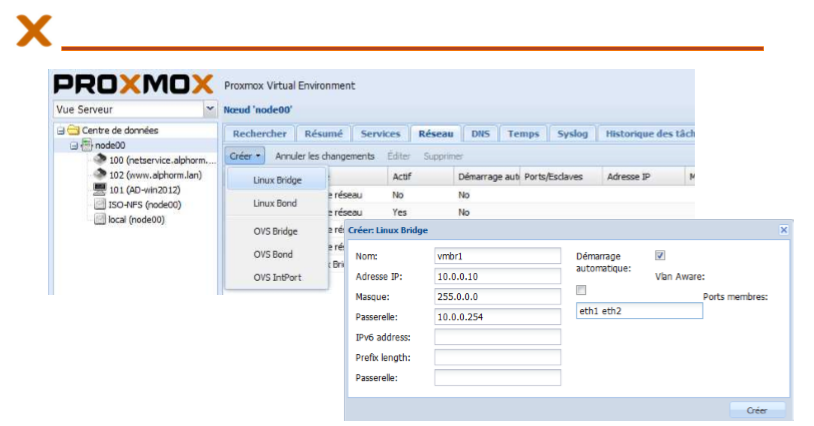 PROXMOX Proxmox Virtual Environment
Vue Serveur
Nœud 'node00'
Centre de données
node00
100 (netservice.alphorm....
102 (www.alphorm.lan)
101 (AD-win2012)
ISO-NFS (node00)
local (node00)
Rechercher Résumé Services Réseau DNS Temps Syslog Historique des tâch
Créer Annuler les changements Éditer Supprimer
Actif Démarrage aut Ports/Esclaves Adresse IP M
e réseau No No
e réseau Yes No
Linux Bridge
Linux Bond
OVS Bridge
OVS Bond
OVS IntPort
Créer: Linux Bridge
Nom: vmbr1
Adresse IP: 10.0.0.10
Masque: 255.0.0.0
Passerelle: 10.0.0.254
IPv6 address:
Prefix length:
Passerelle:
Démarrage automatique:
Vlan Aware:
Ports membres:
eth1 eth2
Créer